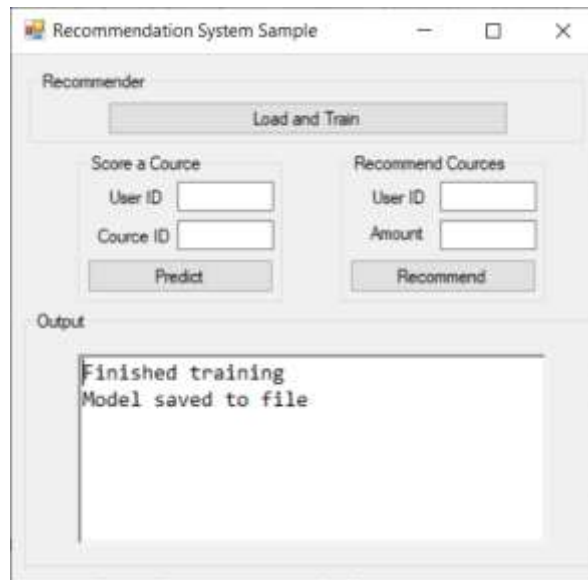 Recommendation System Sample
Recommender
Load and Train
Score a Cource
User ID
Cource ID
Predict
Recommend Cources
User ID
Amount
Recommend
Output
Finished training
Model saved to file